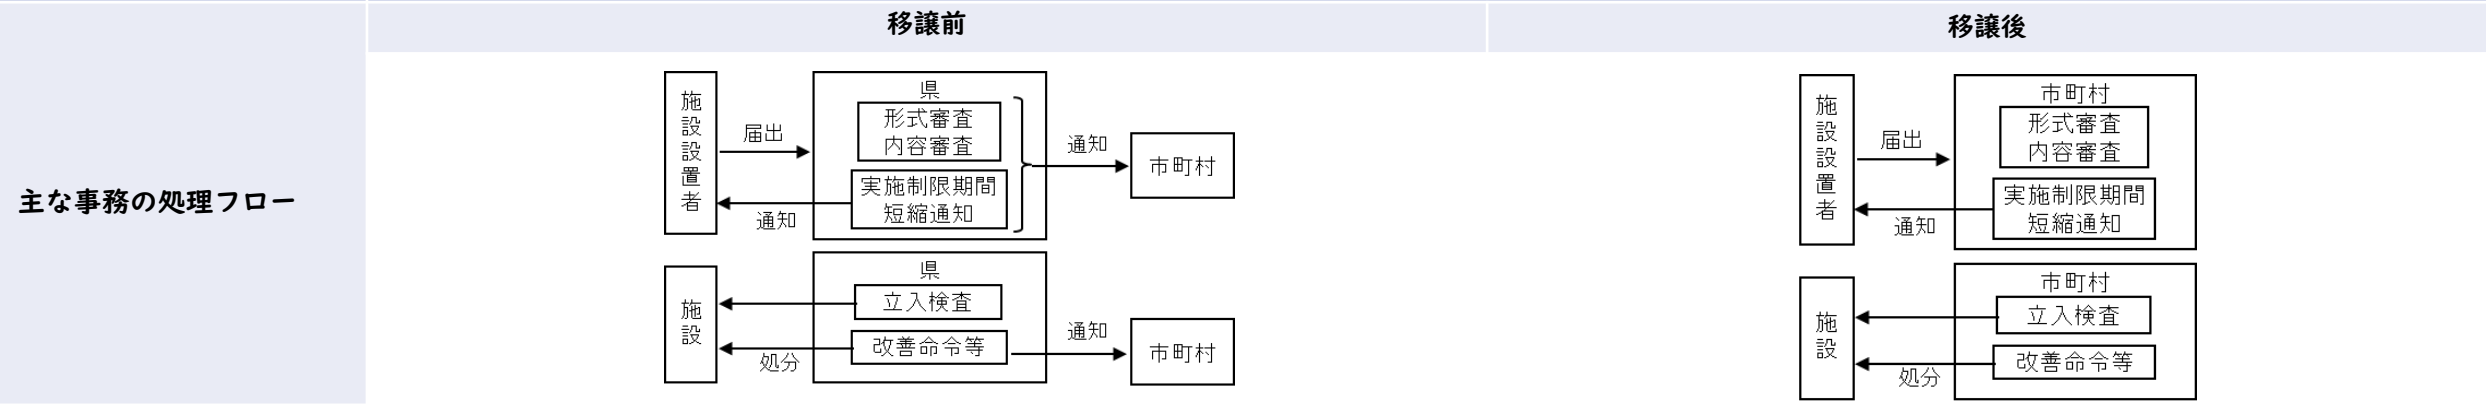 移譲前
移譲後
主な事務の処理フロー
施設設置者
届出
通知
県
形式審査
内容審査
実施制限期間
短縮通知
通知
市町村
施設
処分
県
立入検査
改善命令等
通知
市町村
施設設置者
届出
通知
市町村
形式審査
内容審査
実施制限期間
短縮通知
施設
処分
市町村
立入検査
改善命令等